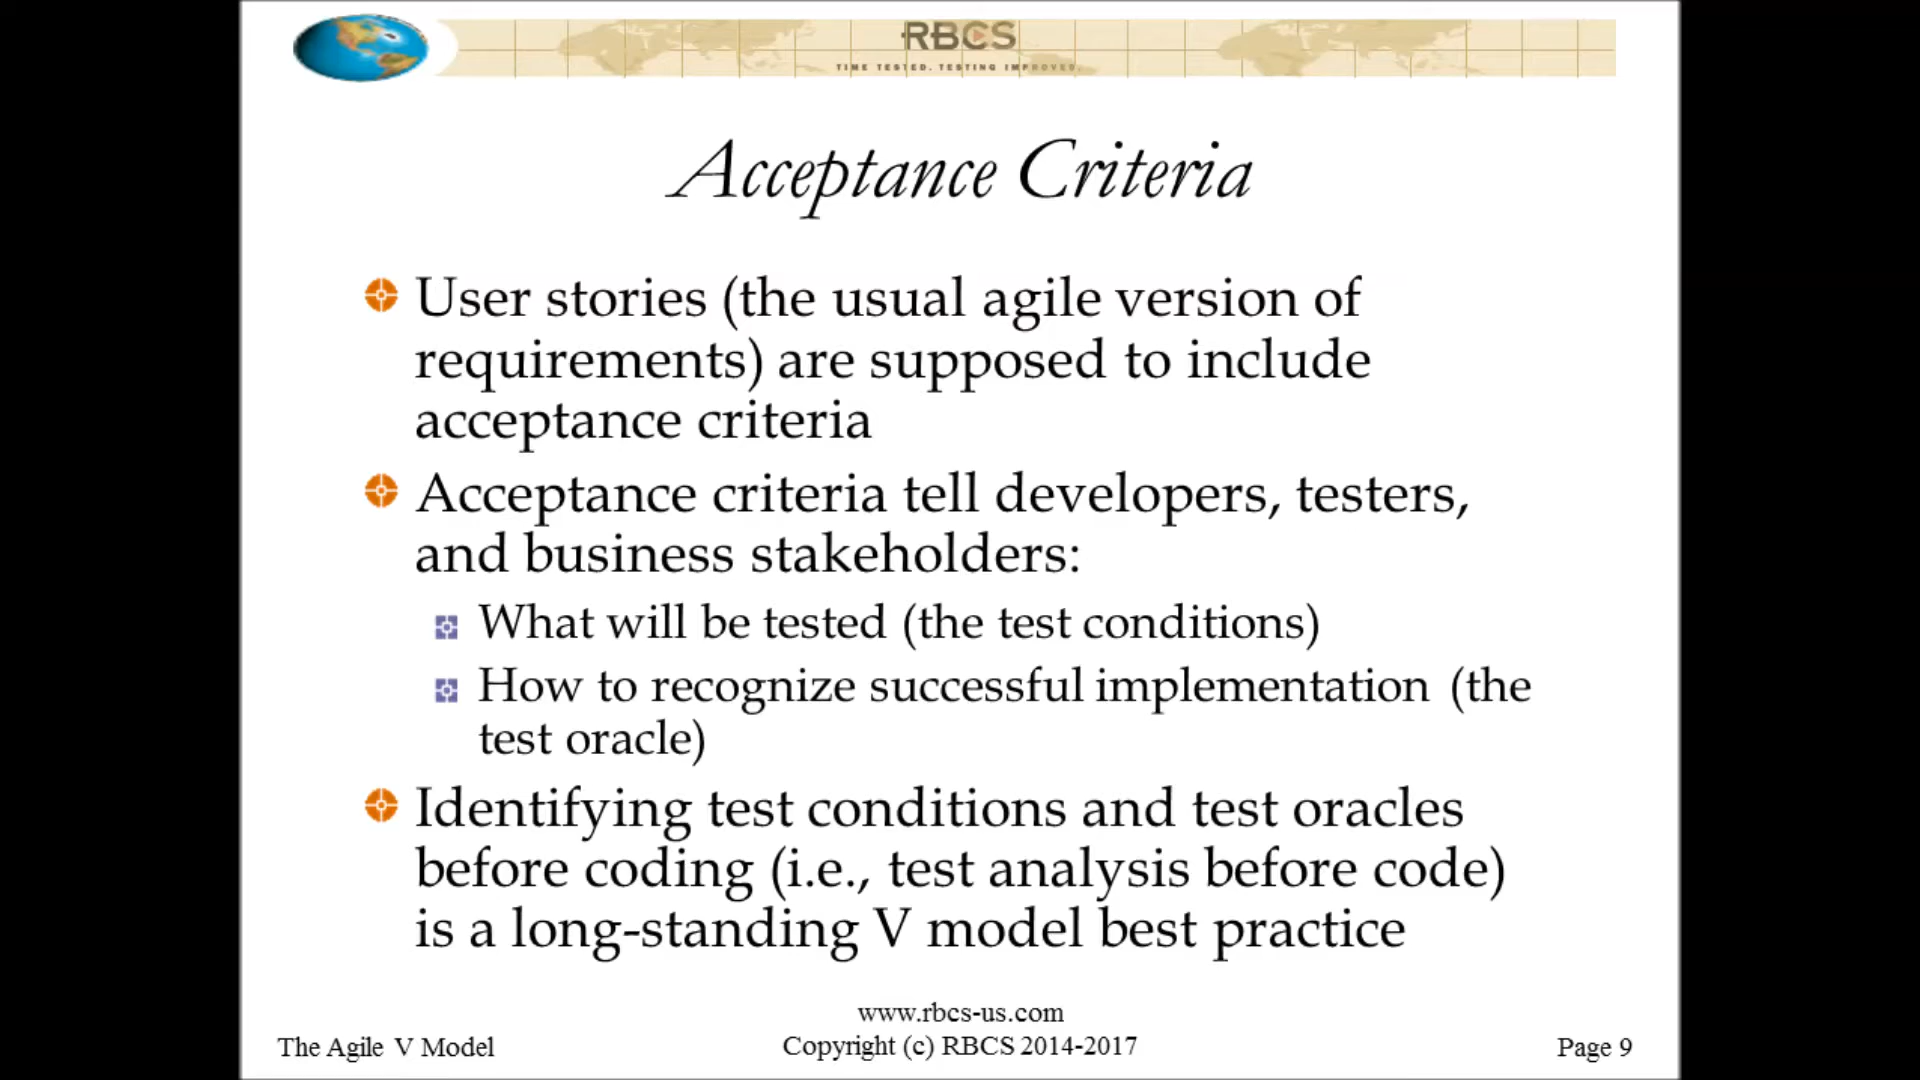 RBCS
TIME TESTED. TESTING IMPROVED.
Acceptance Criteria
User stories (the usual agile version of
requirements) are supposed to include
acceptance criteria
Acceptance criteria tell developers, testers,
and business stakeholders:
What will be tested (the test conditions)
How to recognize successful implementation (the
test oracle)
Identifying test conditions and test oracles
before coding (i.e., test analysis before code)
is a long-standing V model best practice
www.rbcs-us.com
The Agile V Model
Copyright (c) RBCS 2014-2017
Page 9